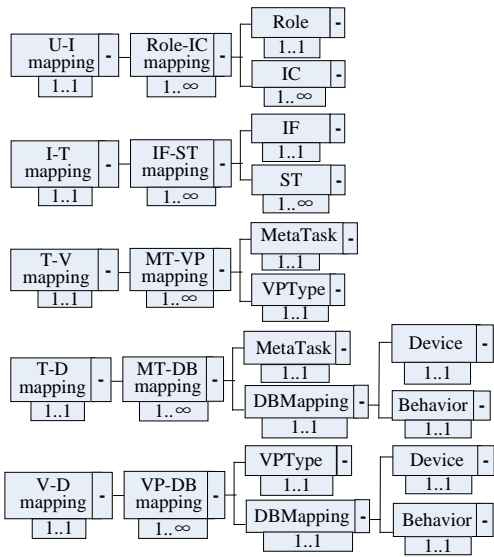 U-I mapping -
1..1
Role-IC mapping -
1..∞
Role -
1..1
IC -
1..∞
I-T mapping -
1..1
IF-ST mapping -
1..∞
IF -
1..1
ST -
1..∞
T-V mapping -
1..1
MT-VP mapping -
1..∞
MetaTask -
1..1
VPType -
1..1
T-D mapping -
1..1
MT-DB mapping -
1..∞
MetaTask -
1..1
DBMapping -
1..1
Device -
1..1
Behavior -
1..1
V-D mapping -
1..1
VP-DB mapping -
1..∞
VPType -
1..1
DBMapping -
1..1
Device -
1..1
Behavior -
1..1